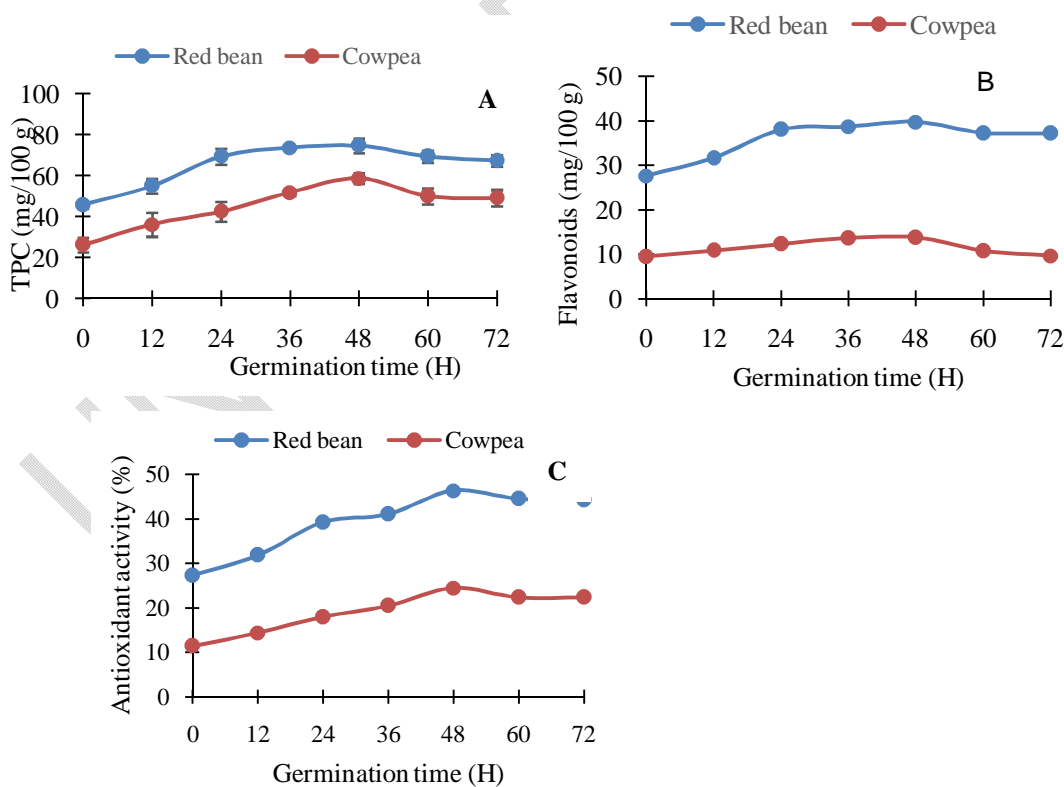 Red bean Cowpea
A
TPC (mg/100 g)
100
80
60
40
20
0
0 12 24 36 48 60 72
Germination time (H)
Red bean Cowpea
B
Flavonoids (mg/100 g)
50
40
30
20
10
0
0 12 24 36 48 60 72
Germination time (H)
Red bean Cowpea
C
Antioxidant activity (%)
50
40
30
20
10
0
0 12 24 36 48 60 72
Germination time (H)